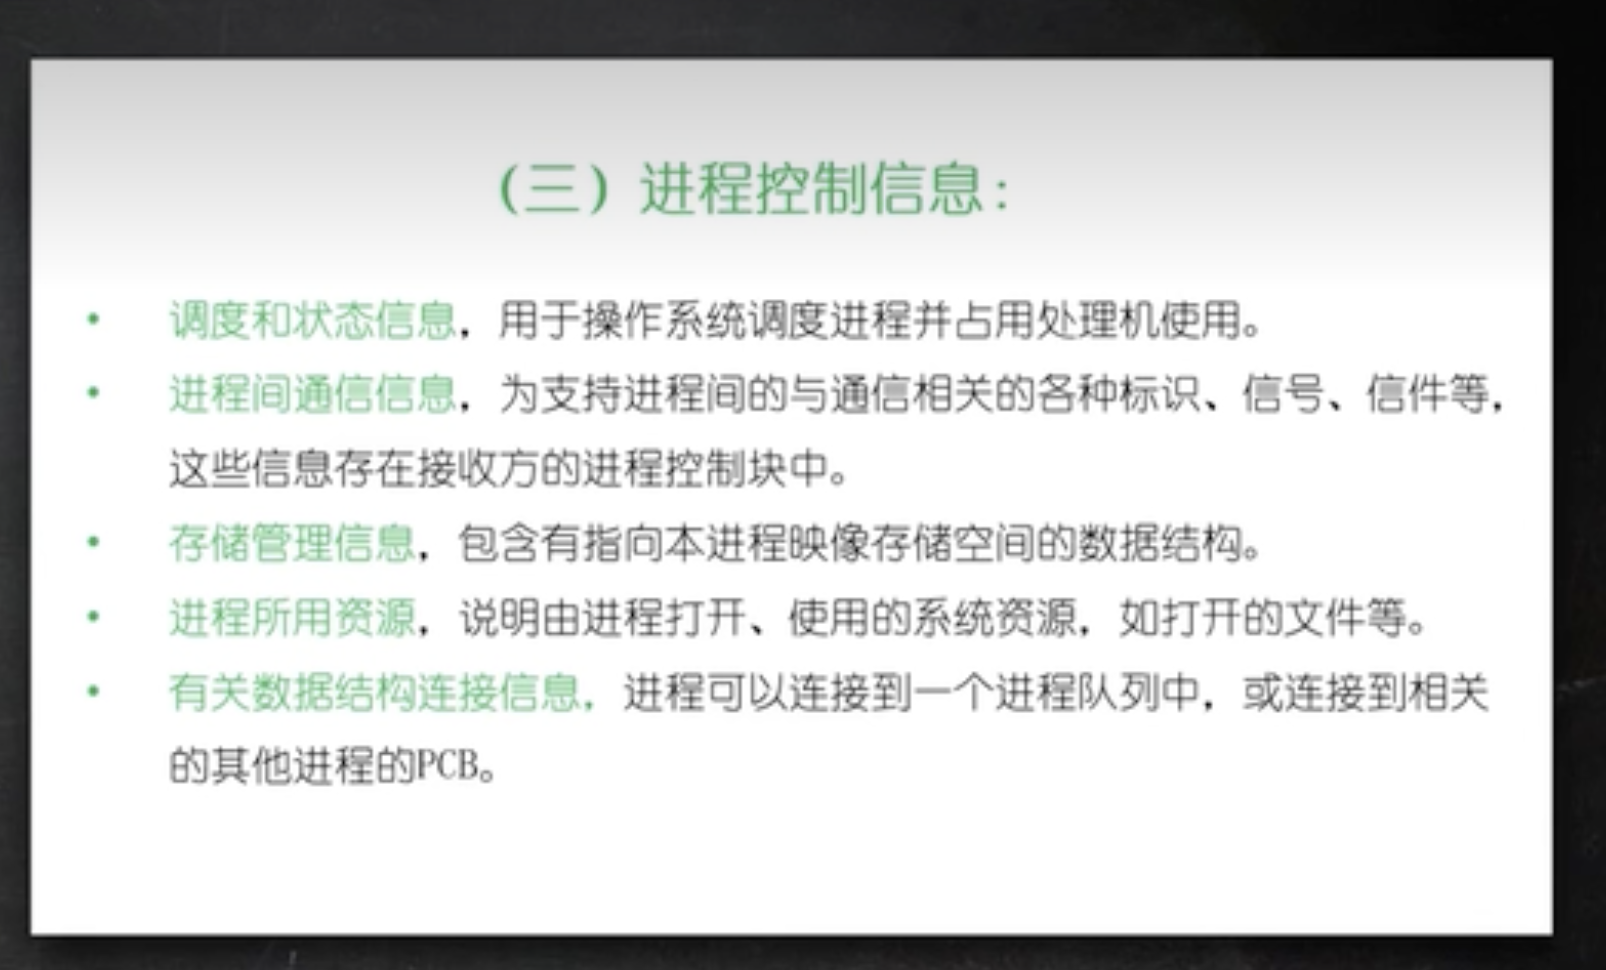 （三）进程控制信息：
• 调度和状态信息，用于操作系统调度进程并占用处理机使用。
• 进程间通信信息，为支持进程间的与通信相关的各种标识、信号、信件等，
这些信息存在接收方的进程控制块中。
• 存储管理信息，包含有指向本进程映像存储空间的数据结构。
• 进程所用资源，说明由进程打开、使用的系统资源，如打开的文件等。
• 有关数据结构连接信息，进程可以连接到一个进程队列中，或连接到相关
的其他进程的PCB。